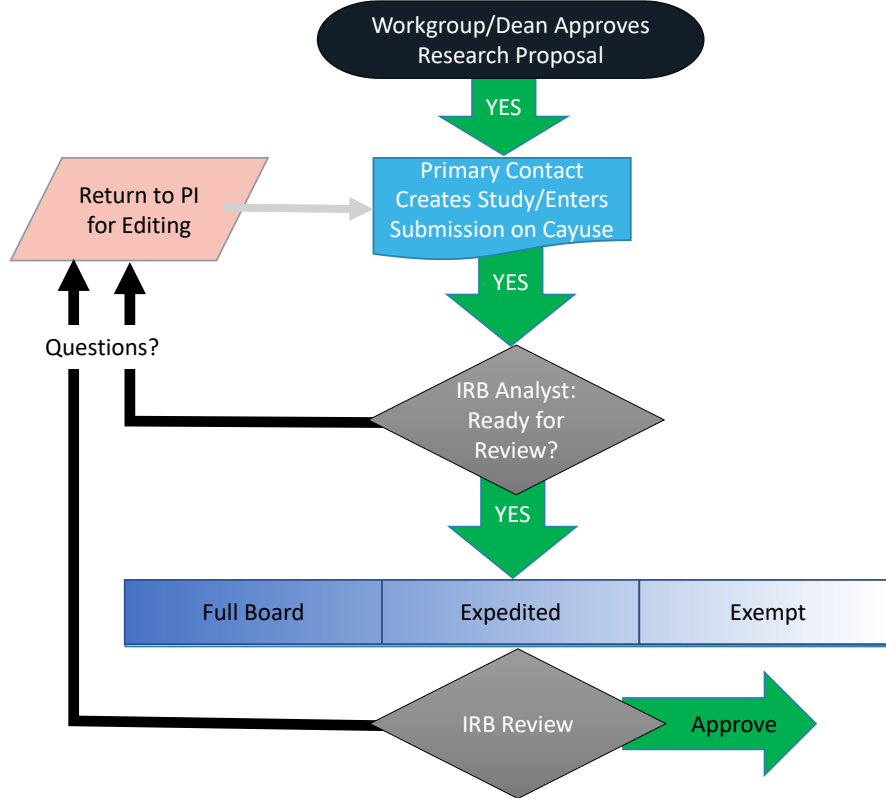 Workgroup/Dean Approves
Research Proposal
YES
Primary Contact
Creates Study/Enters
Submission on Cayuse
Return to PI
for Editing
YES
Questions?
IRB Analyst:
Ready for
Review?
YES
Full Board
Expedited
Exempt
IRB Review
Approve